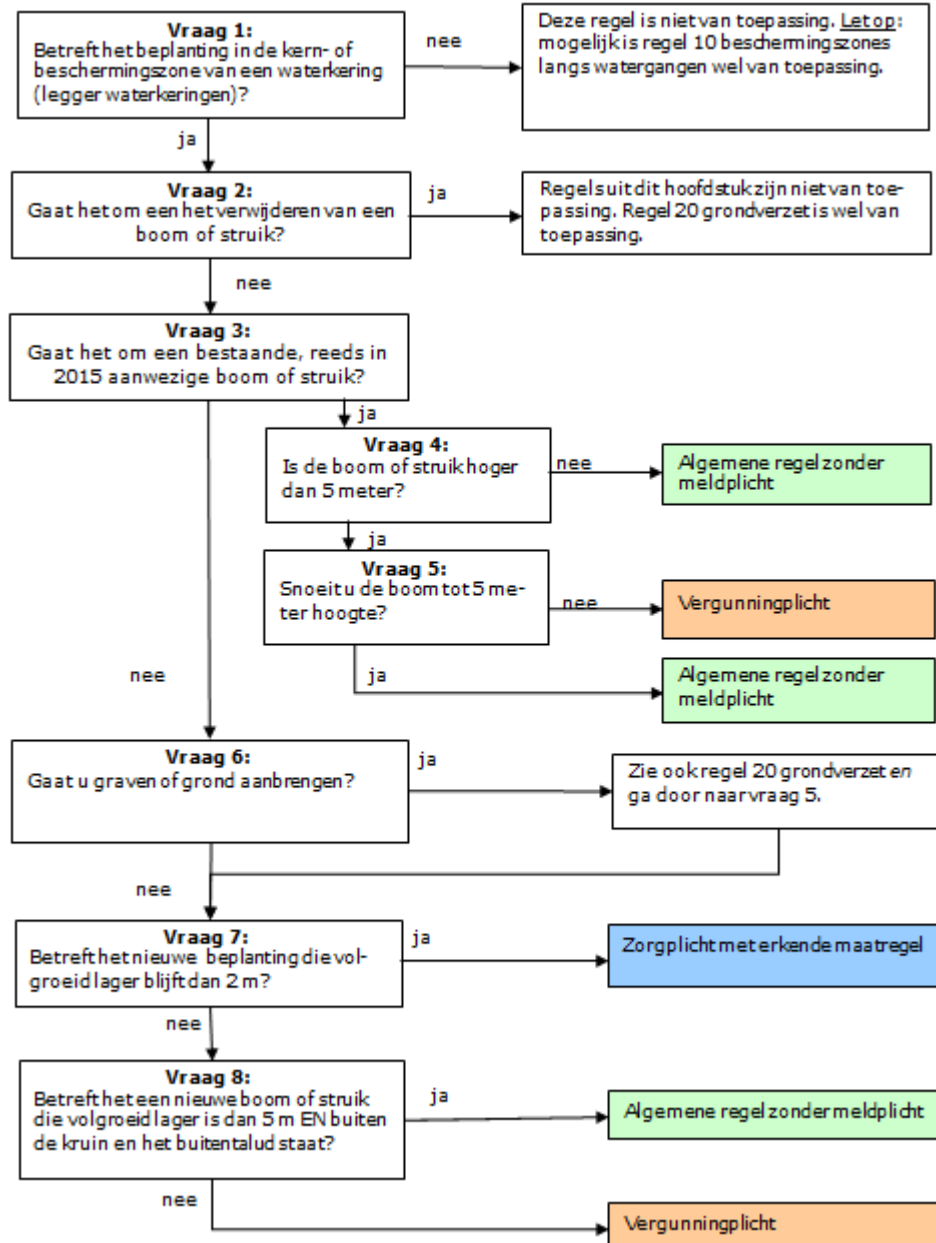 Vraag 1:
Betreft het beplanting in de kern- of
beschermingszone van een waterkering
(legger waterkeringen)?
nee
Deze regel is niet van toepassing. Let op:
mogelijk is regel 10 beschermingszones
langs watergangen wel van toepassing.
ja
Vraag 2:
Gaat het om een het verwijderen van een
boom of struik?
ja
Regels uit dit hoofdstuk zijn niet van toe-
passing. Regel 20 grondverzet is wel van
toepassing.
nee
Vraag 3:
Gaat het om een bestaande, reeds in
2015 aanwezige boom of struik?
ja
Vraag 4:
Is de boom of struik hoger
dan 5 meter?
nee
Algemene regel zonder
meldplicht
ja
Vraag 5:
Snoeit u de boom tot 5 me-
ter hoogte?
nee
Vergunningplicht
ja
Algemene regel zonder
meldplicht
nee
Vraag 6:
Gaat u graven of grond aanbrengen?
ja
Zie ook regel 20 grondverzet en
ga door naar vraag 5.
nee
Vraag 7:
Betreft het nieuwe beplanting die vol-
groeid lager blijft dan 2 m?
ja
Zorgplicht met erkende maatregel
nee
Vraag 8:
Betreft het een nieuwe boom of struik
die volgroeid lager is dan 5 m EN buiten
de kruin en het buitentalud staat?
ja
Algemene regel zonder meldplicht
nee
Vergunningplicht